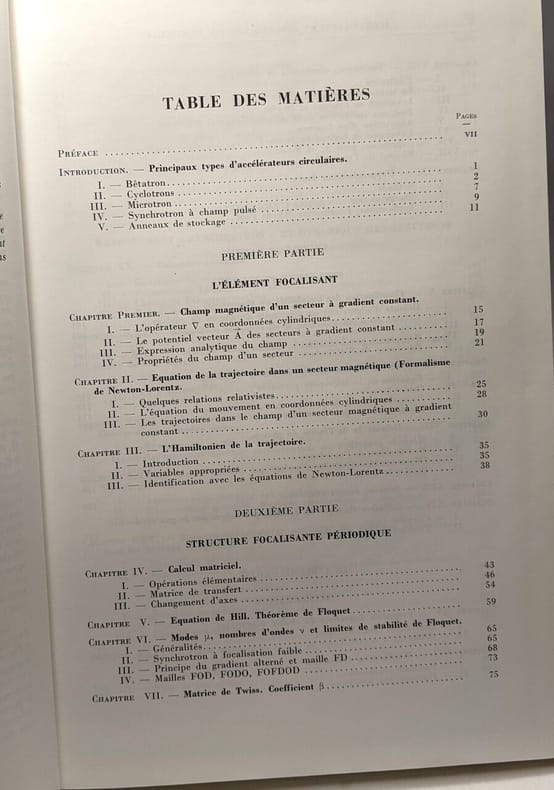 TABLE DES MATIÈRES
PAGES
PRÉFACE ........ VII
INTRODUCTION. — Principaux types d'accélérateurs circulaires.
I. — Bêtatron ........ 1
II. — Cyclotrons ........ 2
III. — Microtron ........ 7
IV. — Synchrotron à champ pulsé ........ 9
V. — Anneaux de stockage ........ 11
PREMIÈRE PARTIE
L'ÉLÉMENT FOCALISANT
CHAPITRE PREMIER. — Champ magnétique d'un secteur à gradient constant.
I. — L'opérateur ∇ en coordonnées cylindriques ........ 15
II. — Le potentiel vecteur A⃗ des secteurs à gradient constant ........ 17
III. — Expression analytique du champ ........ 19
IV. — Propriétés du champ d'un secteur ........ 21
CHAPITRE II. — Equation de la trajectoire dans un secteur magnétique (Formalisme
de Newton-Lorentz.
I. — Quelques relations relativistes ........ 25
II. — L'équation du mouvement en coordonnées cylindriques ........ 28
III. — Les trajectoires dans le champ d'un secteur magnétique à gradient
constant ........ 30
CHAPITRE III. — L'Hamiltonien de la trajectoire.
I. — Introduction ........ 35
II. — Variables appropriées ........ 35
III. — Identification avec les équations de Newton-Lorentz ........ 38
DEUXIÈME PARTIE
STRUCTURE FOCALISANTE PÉRIODIQUE
CHAPITRE IV. — Calcul matriciel.
I. — Opérations élémentaires ........ 43
II. — Matrice de transfert ........ 46
III. — Changement d'axes ........ 54
CHAPITRE V. — Equation de Hill. Théorème de Floquet ........ 59
CHAPITRE VI. — Modes μ, nombres d'ondes ν et limites de stabilité de Floquet.
I. — Généralités ........ 65
II. — Synchrotron à focalisation faible ........ 65
III. — Principe du gradient alterné et maille FD ........ 68
IV. — Mailles FOD, FODO, FOFDOD ........ 73
CHAPITRE VII. — Matrice de Twiss. Coefficient β ........ 75